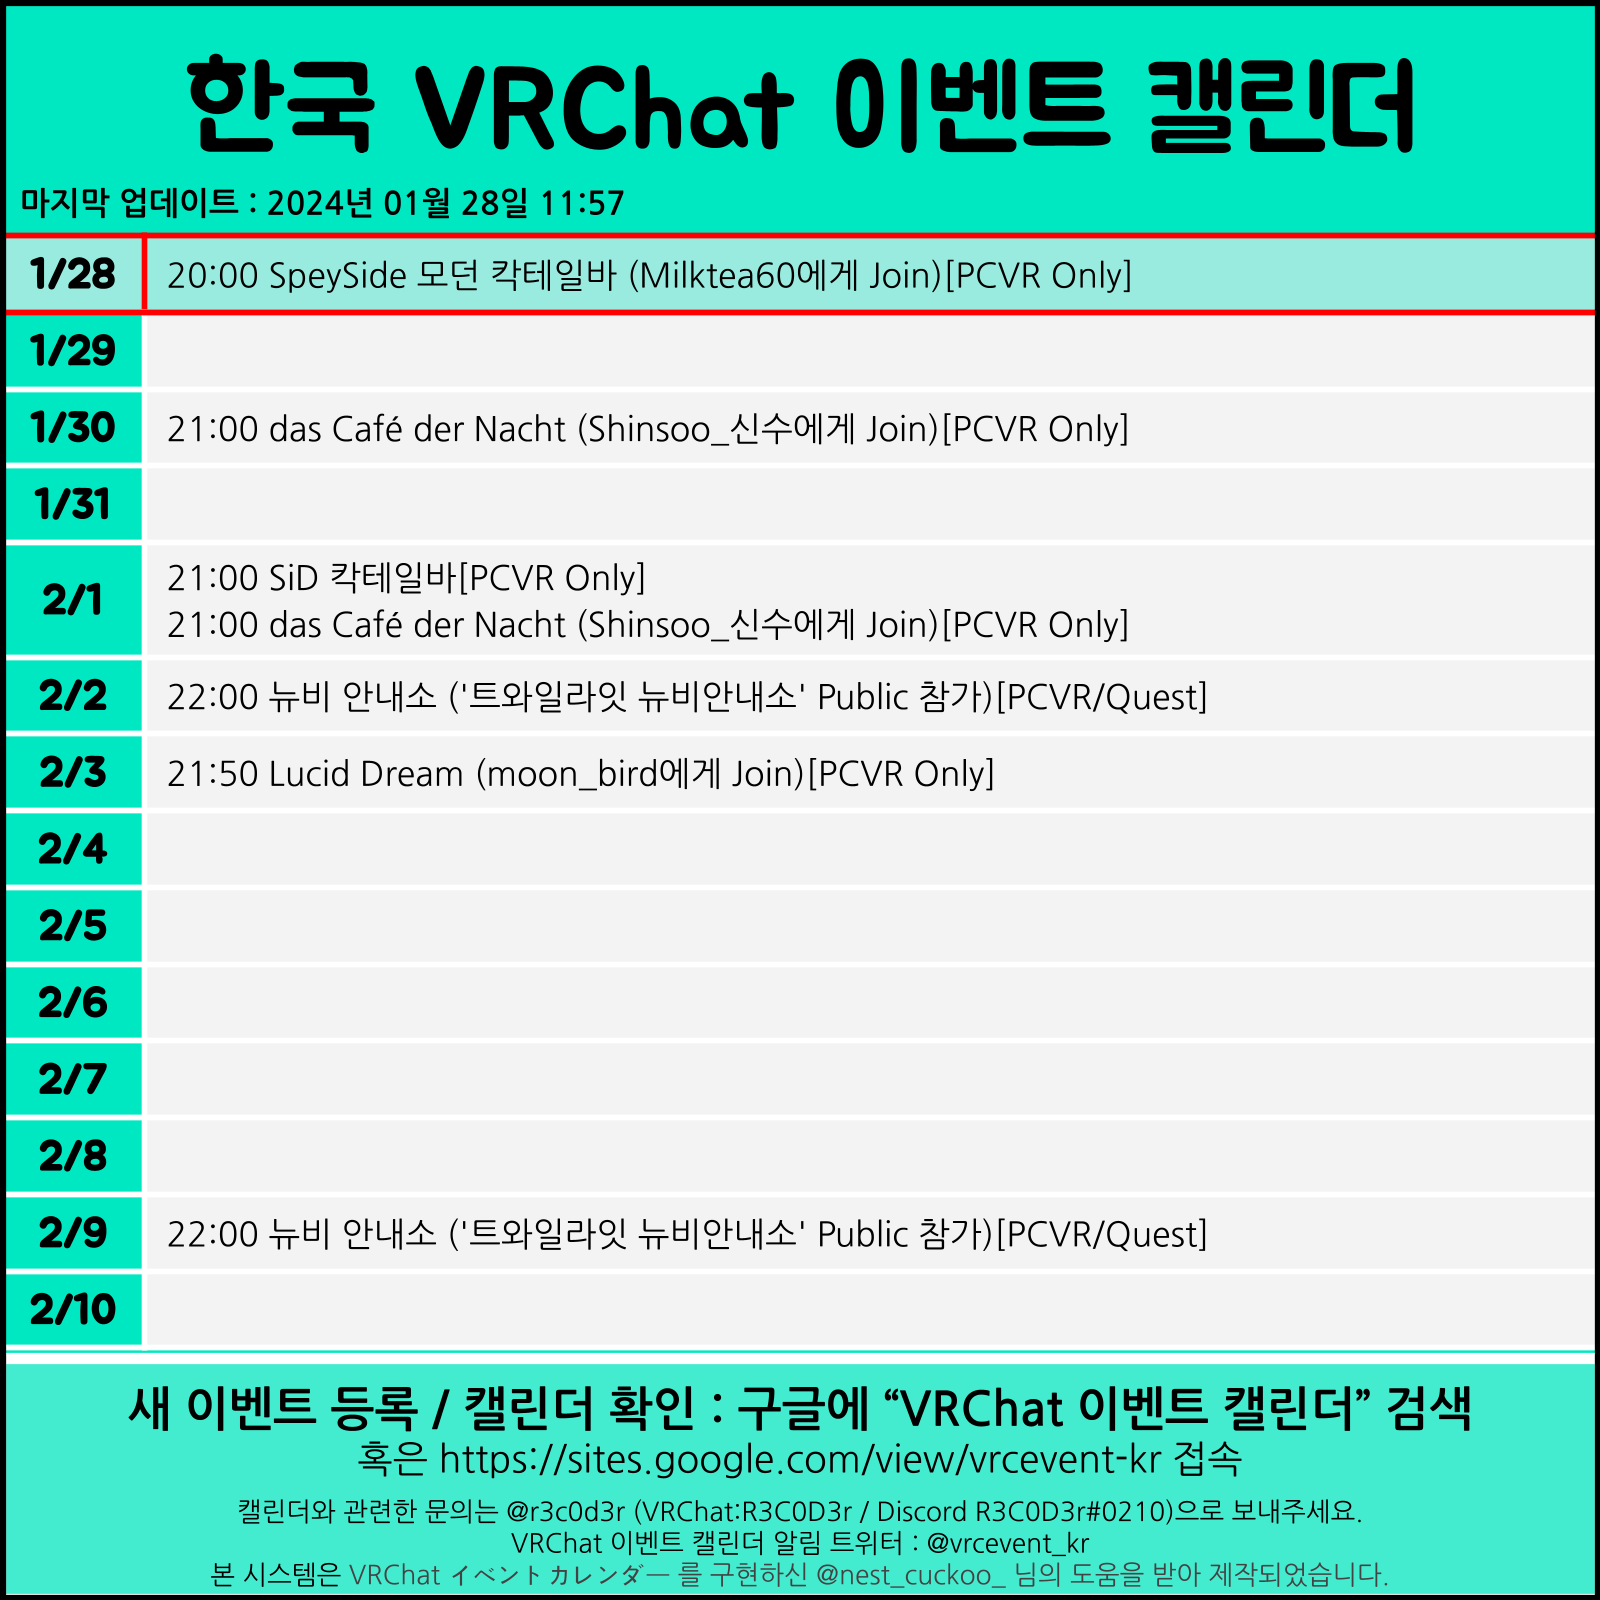 한국 VRChat 이벤트 캘린더
마지막 업데이트 : 2024년 01월 28일 11:57
1/28 20:00 SpeySide 모던 칵테일바 (Milktea60에게 Join)[PCVR Only]
1/29
1/30 21:00 das Café der Nacht (Shinsoo_신수에게 Join)[PCVR Only]
1/31
2/1 21:00 SiD 칵테일바[PCVR Only]
21:00 das Café der Nacht (Shinsoo_신수에게 Join)[PCVR Only]
2/2 22:00 뉴비 안내소 ('트와일라잇 뉴비안내소' Public 참가)[PCVR/Quest]
2/3 21:50 Lucid Dream (moon_bird에게 Join)[PCVR Only]
2/4
2/5
2/6
2/7
2/8
2/9 22:00 뉴비 안내소 ('트와일라잇 뉴비안내소' Public 참가)[PCVR/Quest]
2/10
새 이벤트 등록 / 캘린더 확인 : 구글에 “VRChat 이벤트 캘린더” 검색
혹은 https://sites.google.com/view/vrcevent-kr 접속
캘린더와 관련한 문의는 @r3c0d3r (VRChat:R3C0D3r / Discord R3C0D3r#0210)으로 보내주세요.
VRChat 이벤트 캘린더 알림 트위터 : @vrcevent_kr
본 시스템은 VRChat イベントカレンダー 를 구현하신 @nest_cuckoo_ 님의 도움을 받아 제작되었습니다.